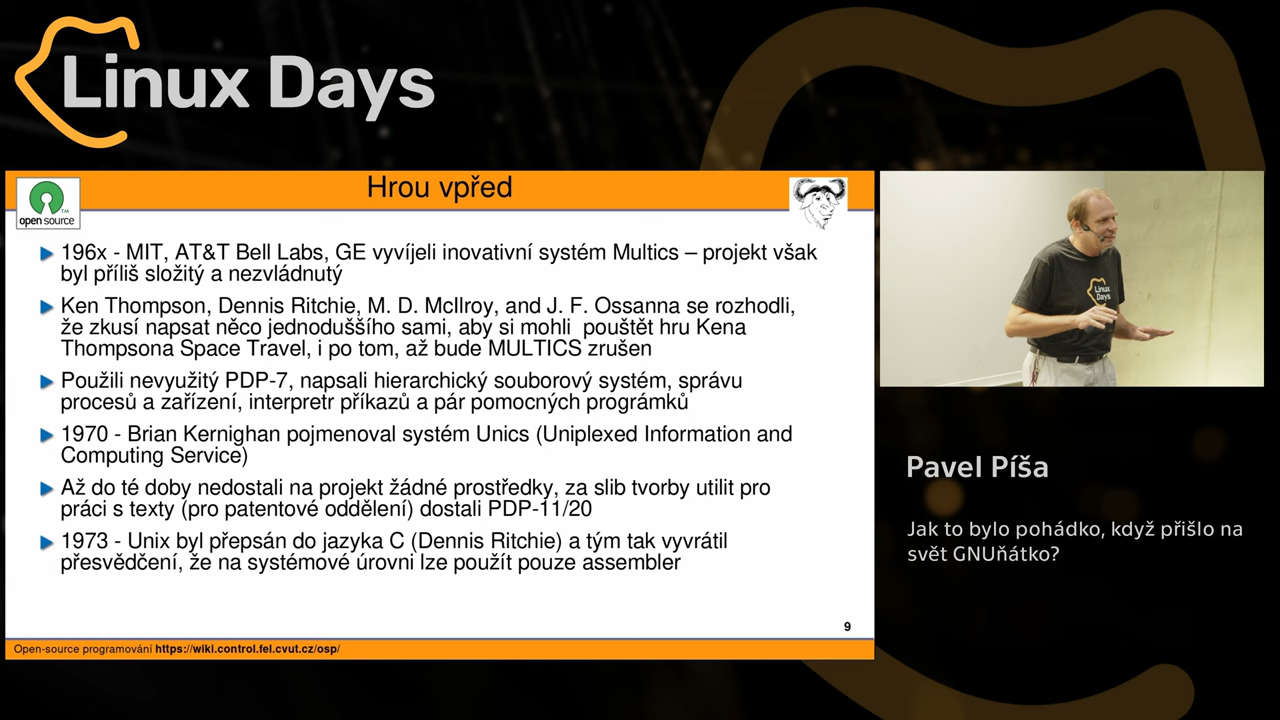 Linux Days
Hrou vpřed
open source
TM
196x - MIT, AT&T Bell Labs, GE vyvíjeli inovativní systém Multics – projekt však
byl příliš složitý a nezvládnutý
Ken Thompson, Dennis Ritchie, M. D. McIlroy, and J. F. Ossanna se rozhodli,
že zkusí napsat něco jednoduššího sami, aby si mohli pouštět hru Kena
Thompsona Space Travel, i po tom, až bude MULTICS zrušen
Použili nevyužitý PDP-7, napsali hierarchický souborový systém, správu
procesů a zařízení, interpretr příkazů a pár pomocných prográmků
1970 - Brian Kernighan pojmenoval systém Unics (Uniplexed Information and
Computing Service)
Až do té doby nedostali na projekt žádné prostředky, za slib tvorby utilit pro
práci s texty (pro patentové oddělení) dostali PDP-11/20
1973 - Unix byl přepsán do jazyka C (Dennis Ritchie) a tým tak vyvrátil
přesvědčení, že na systémové úrovni lze použít pouze assembler
9
Open-source programování https://wiki.control.fel.cvut.cz/osp/
Linux
Days
Pavel Píša
Jak to bylo pohádko, když přišlo na
svět GNUňátko?